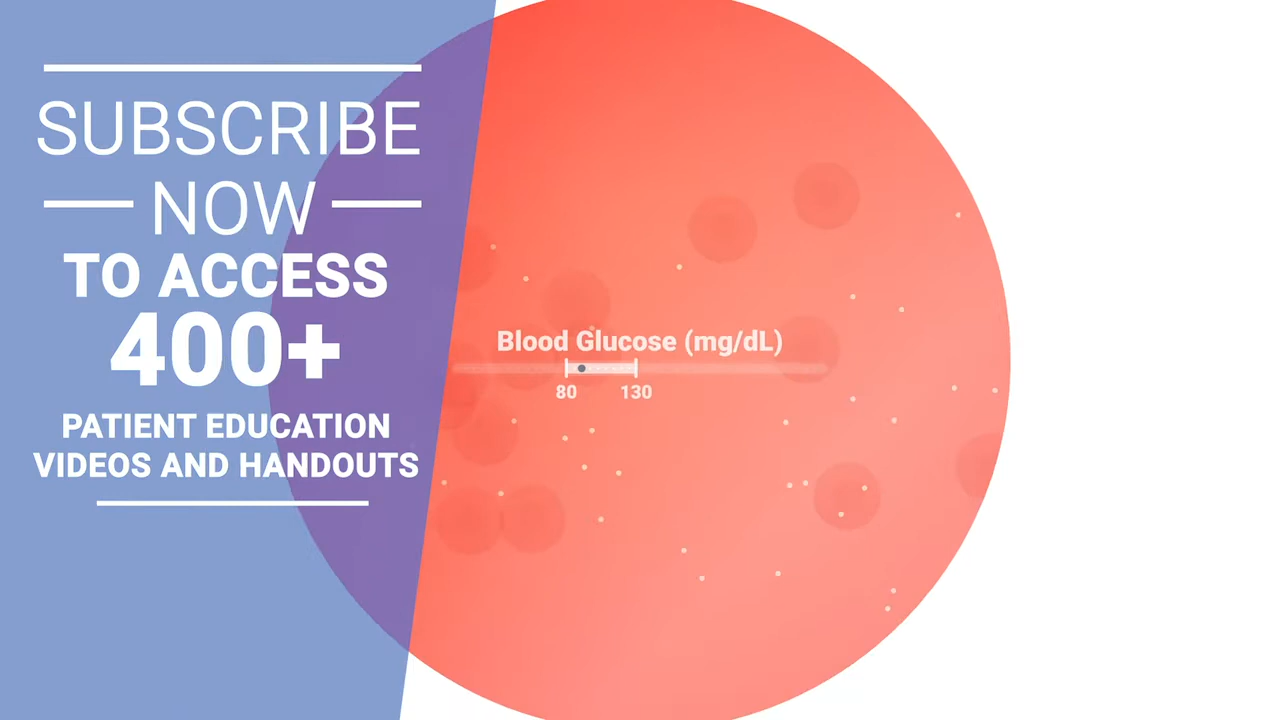 SUBSCRIBE
NOW
TO ACCESS
400+
PATIENT EDUCATION
VIDEOS AND HANDOUTS
Blood Glucose (mg/dL)
80 130